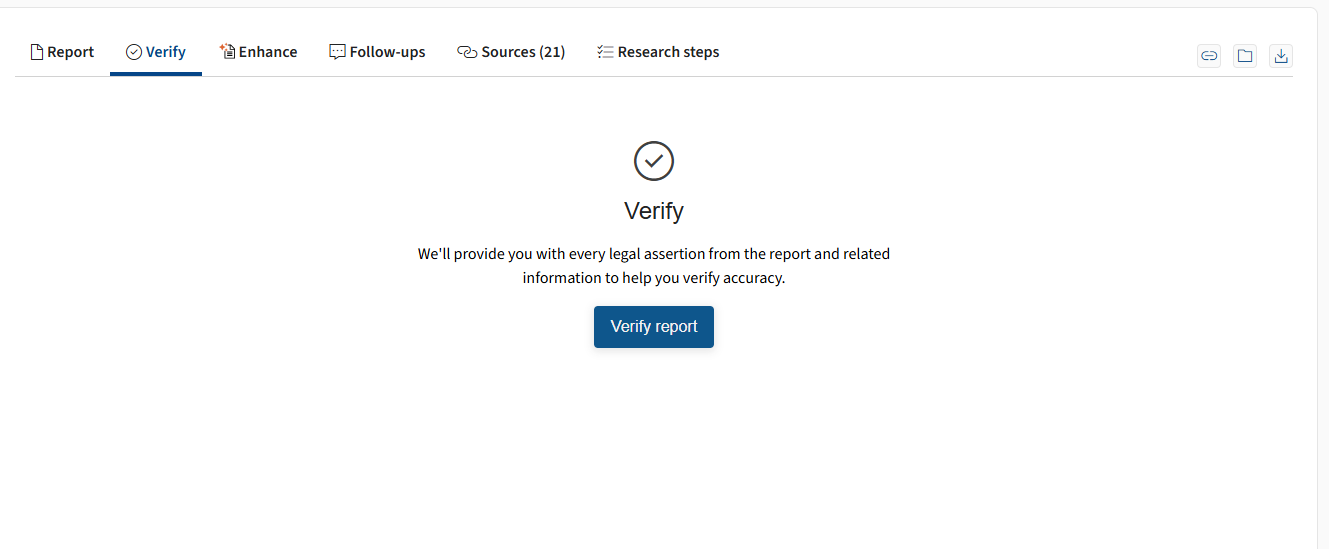 Report Verify Enhance Follow-ups Sources (21) Research steps
Verify
We'll provide you with every legal assertion from the report and related
information to help you verify accuracy.
Verify report